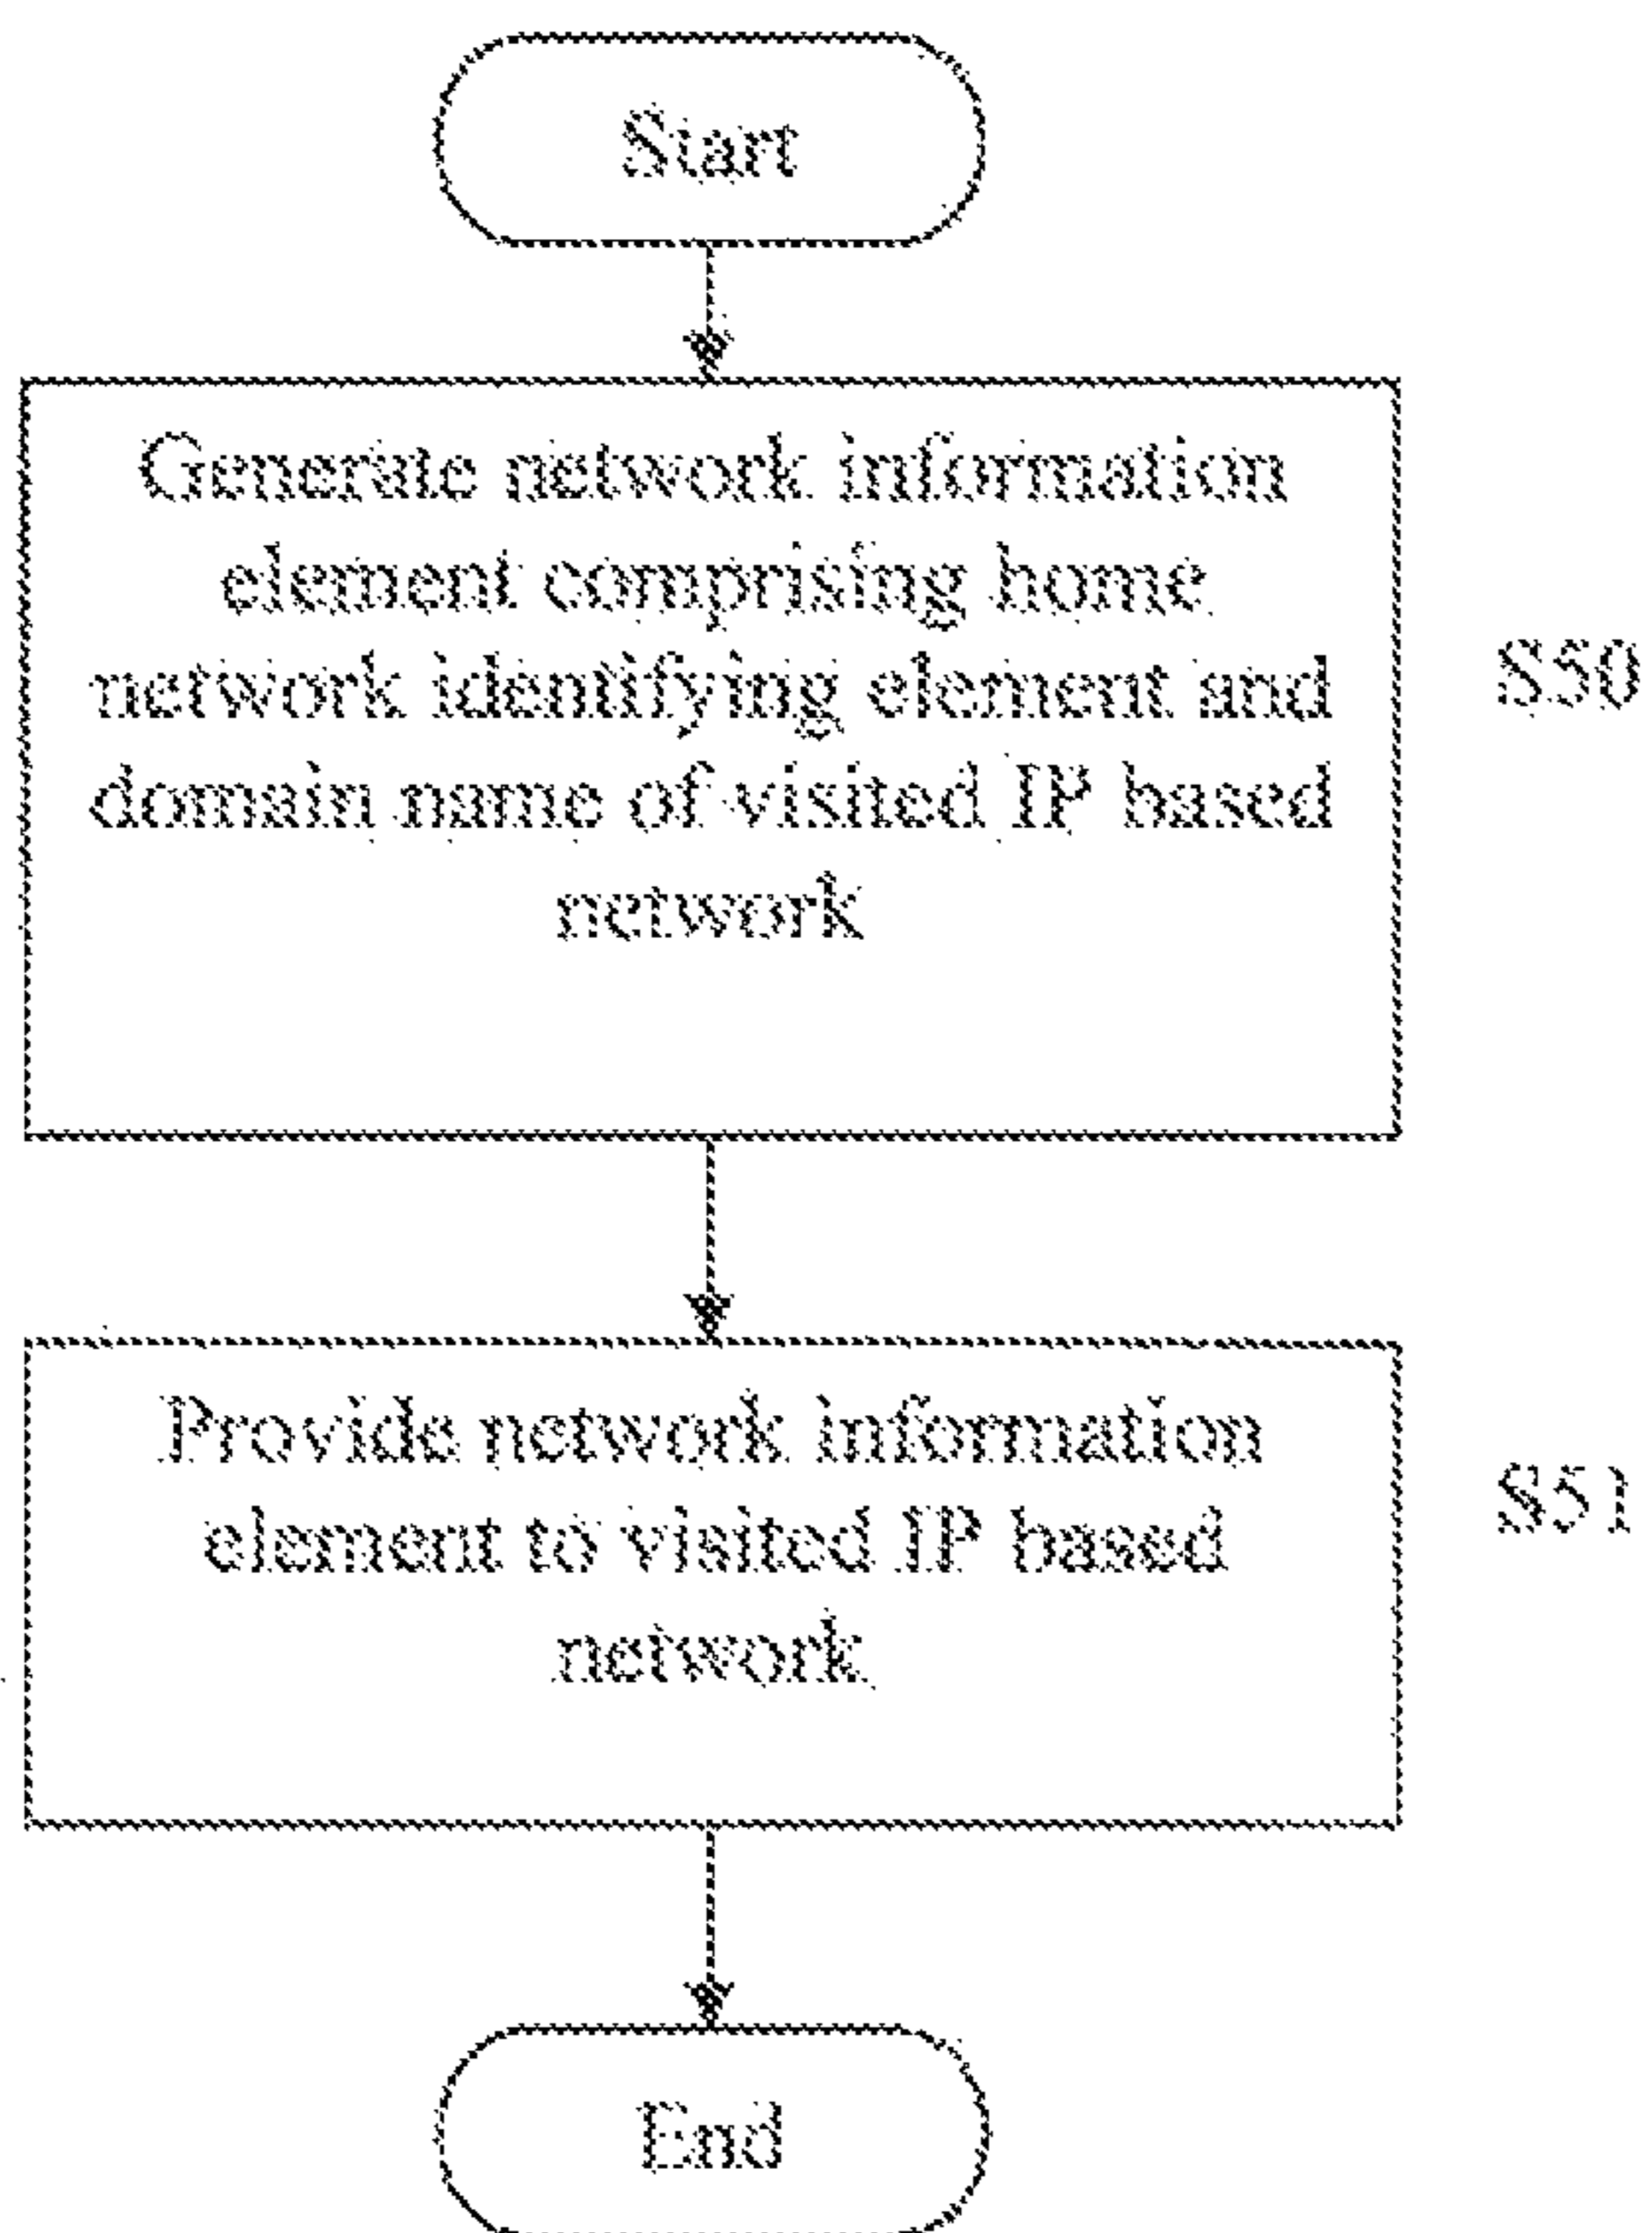 Start
Generate network information
element comprising home
network identifying element and
domain name of visited IP based
network
S50
Provide network information
element to visited IP based
network
S51
End